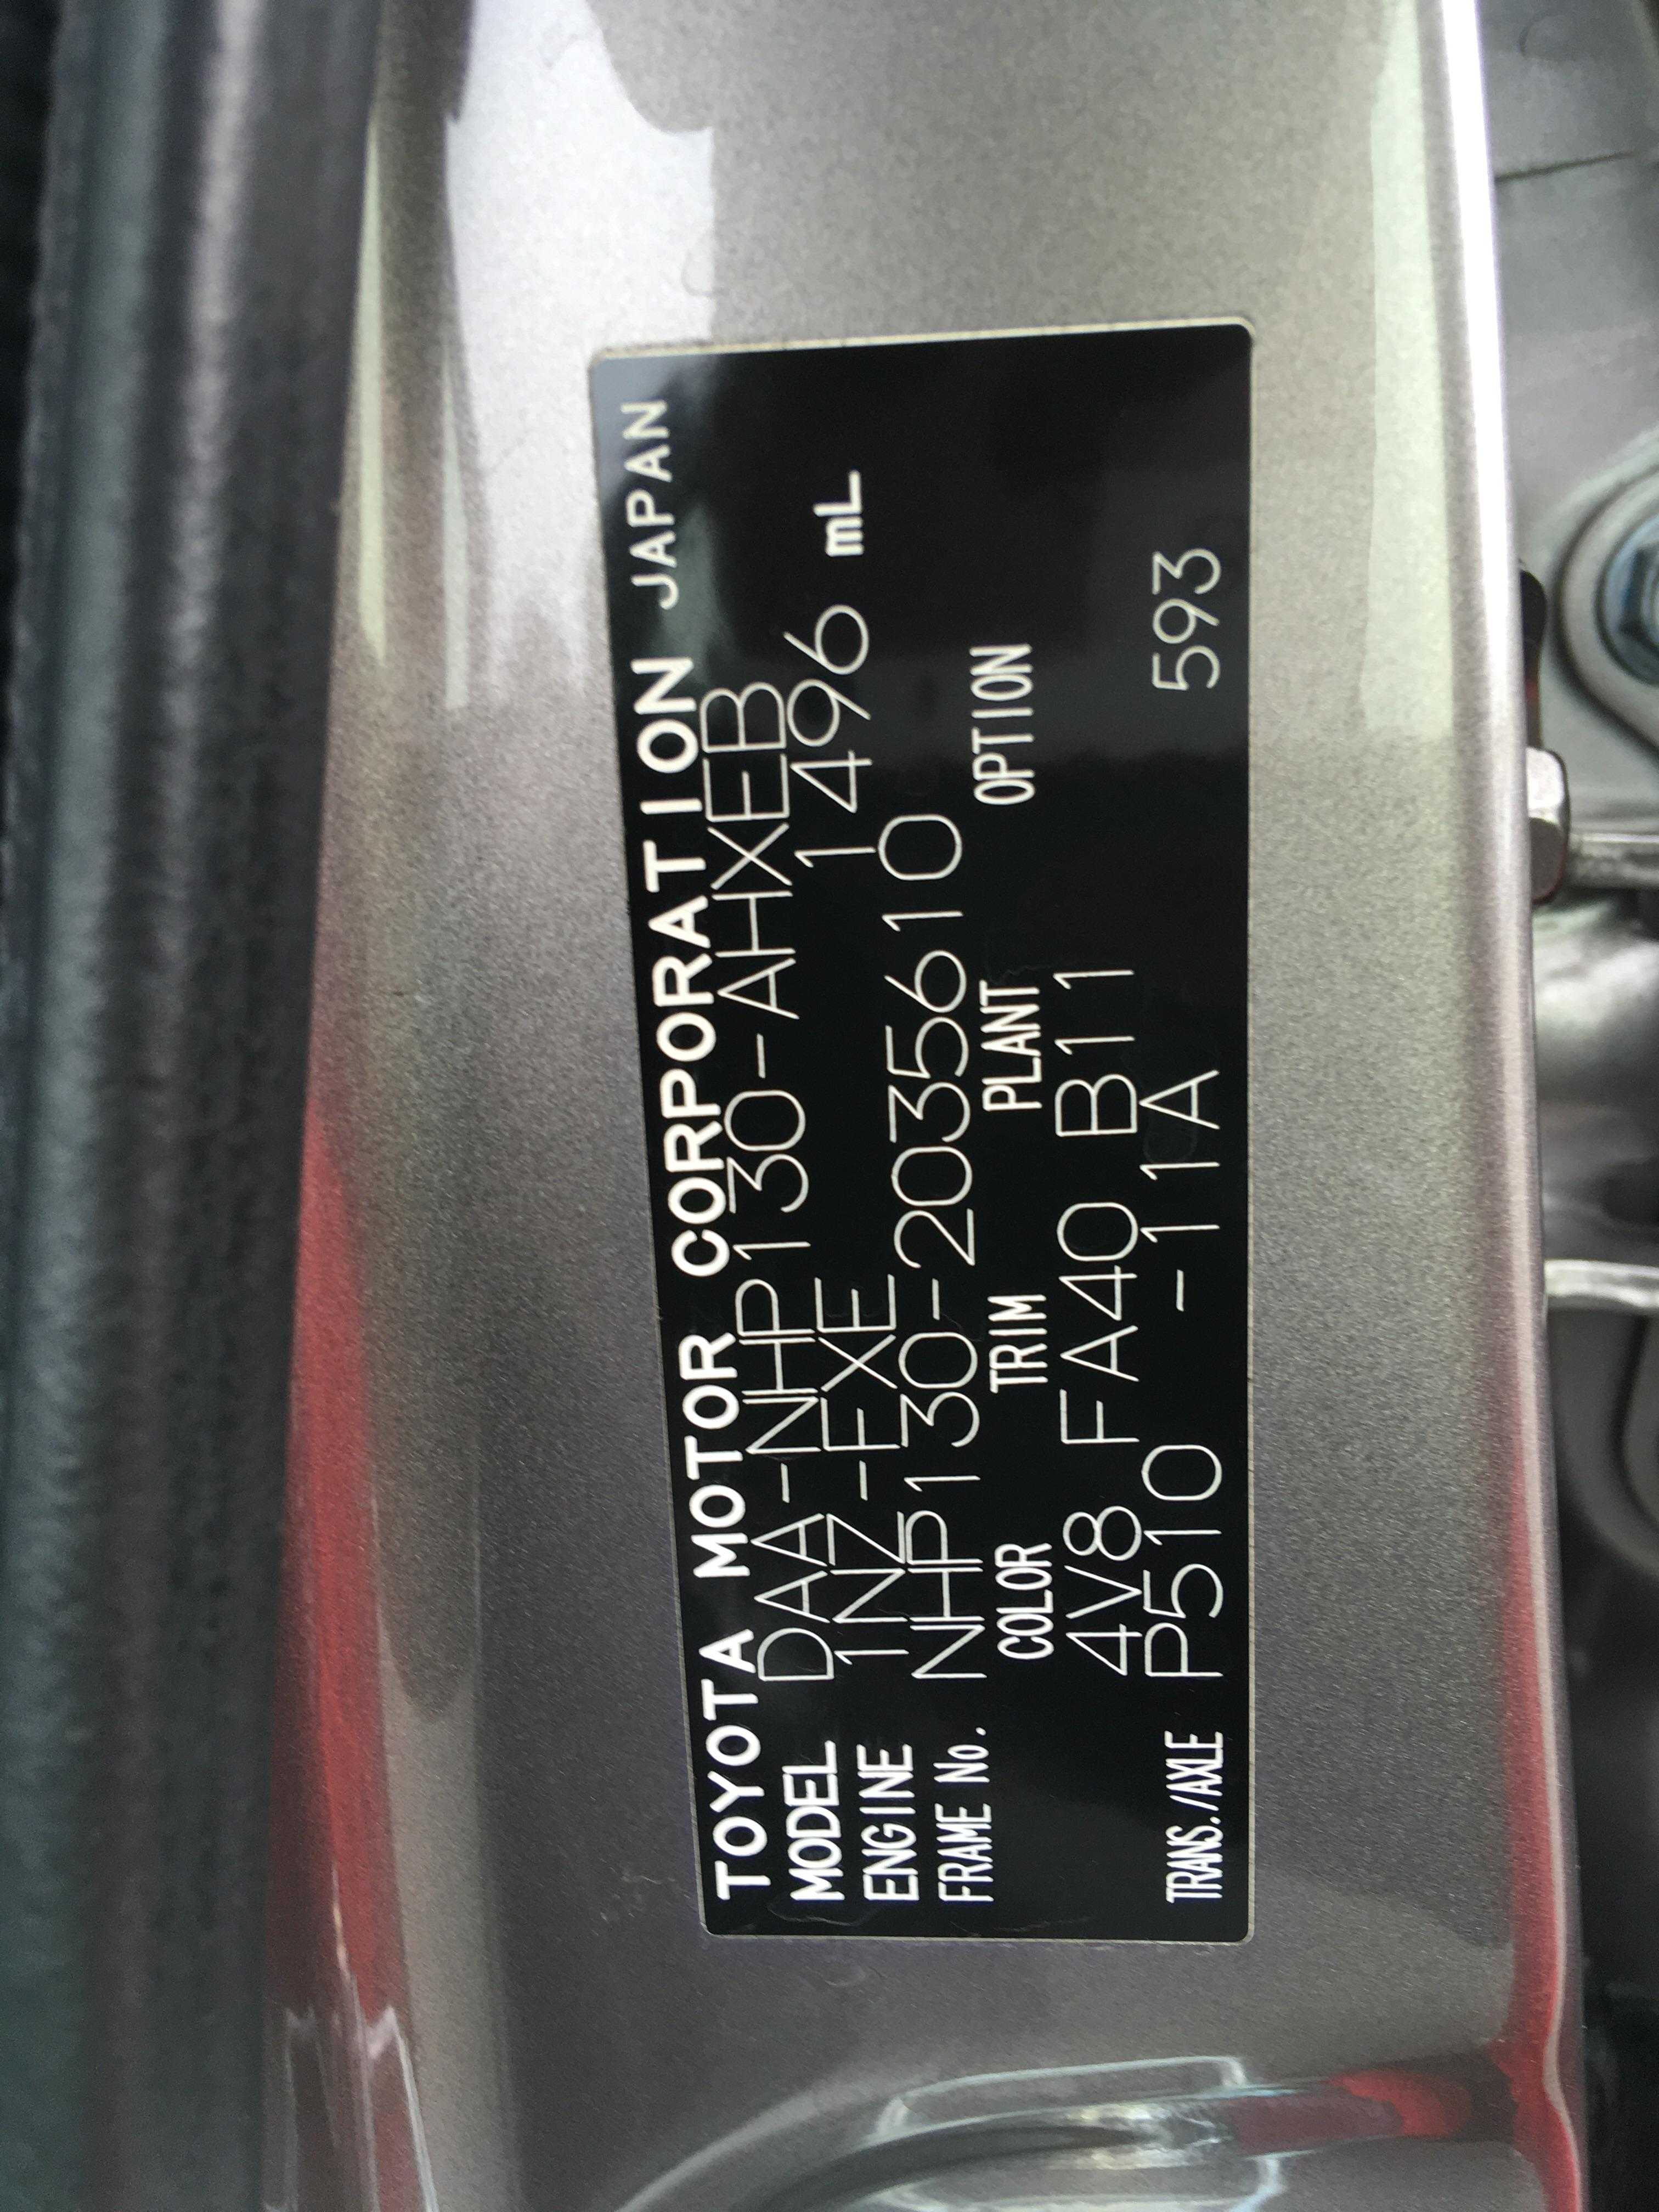 TOYOTA MOTOR CORPORATION JAPAN
MODEL DAA-NHP130-AHXEB
ENGINE 1NZ-FXE 1496 mL
FRAME No. NHP130-2035610
COLOR TRIM PLANT OPTION
4V8 FA40 B11
TRANS./AXLE P510 -11A 593